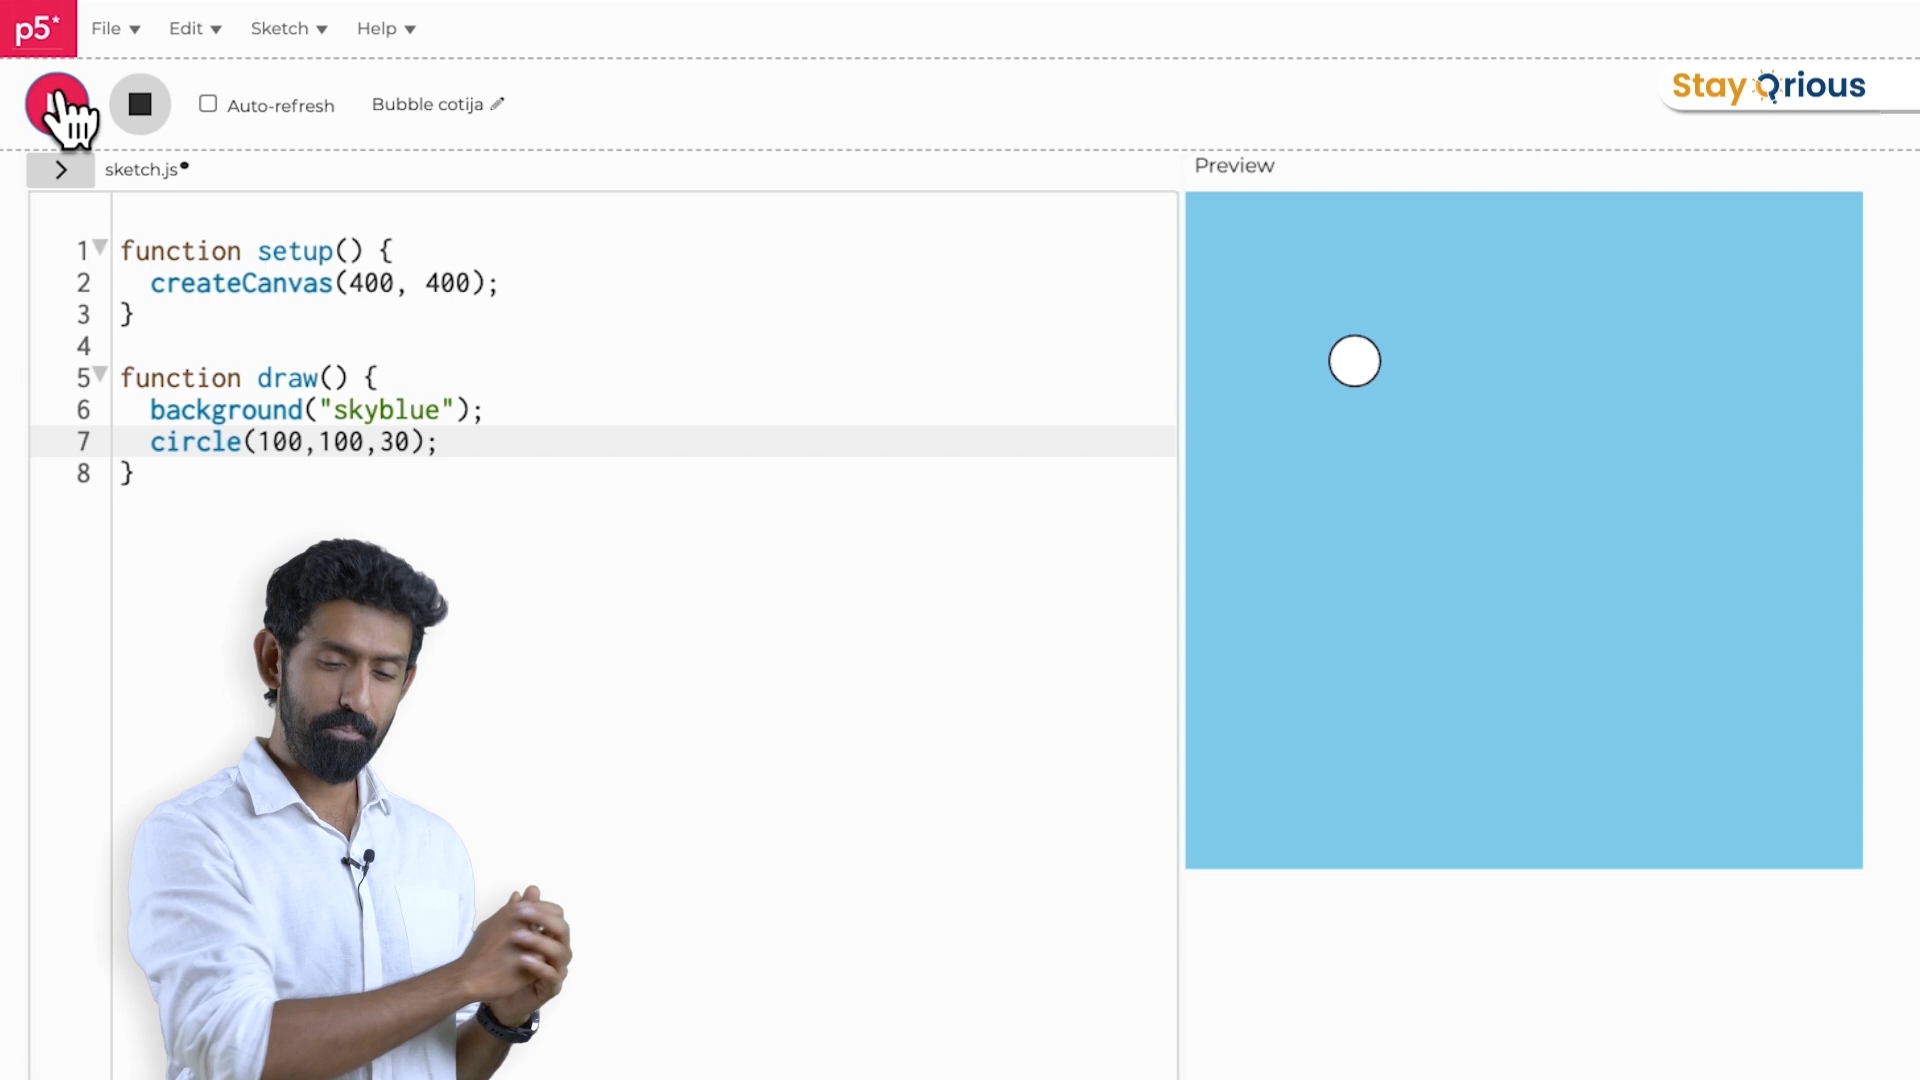 p5*
File Edit Sketch Help
Auto-refresh Bubble cotija
Stay Qrious
sketch.js
Preview
1 function setup() {
2 createCanvas(400, 400);
3 }
4
5 function draw() {
6 background("skyblue");
7 circle(100,100,30);
8 }